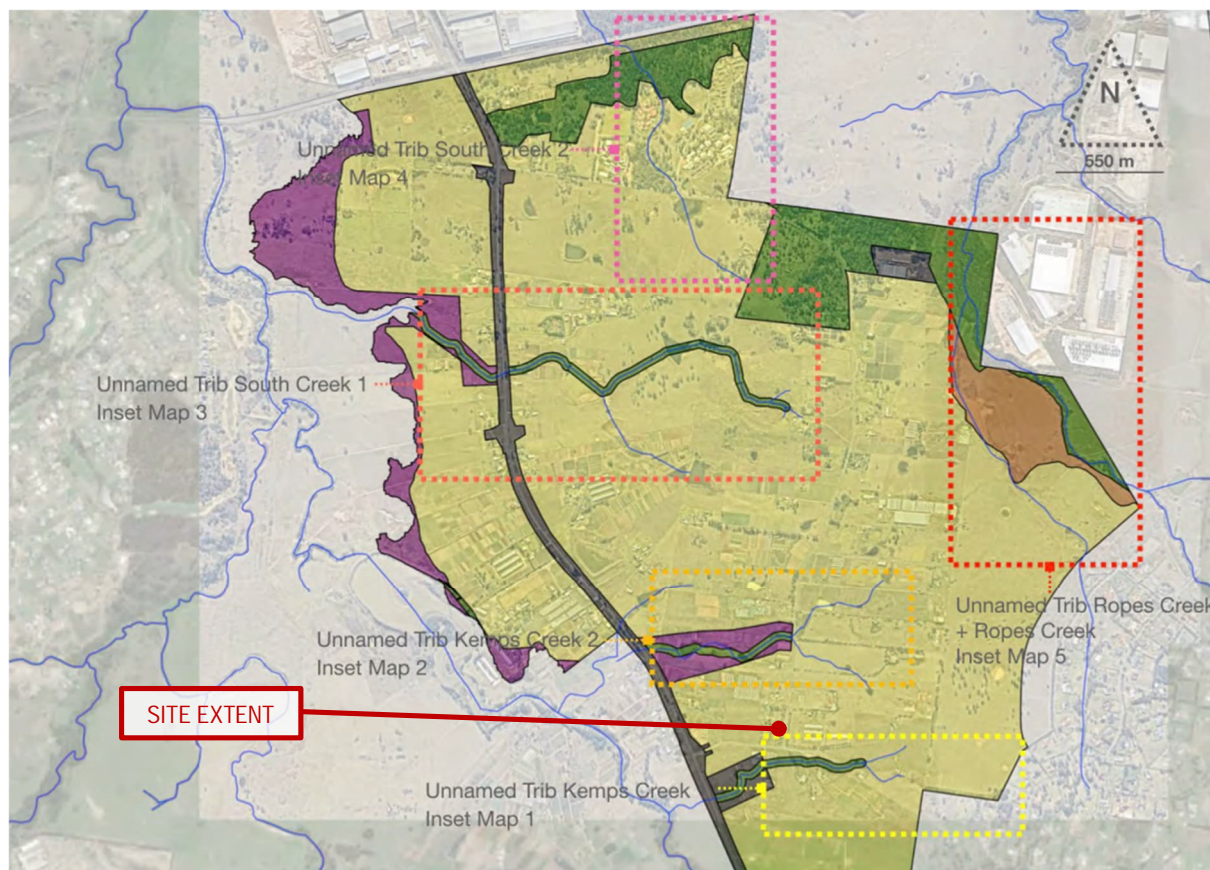 Unnamed Trib South Creek 2
Inset Map 4
N
550 m
Unnamed Trib South Creek 1
Inset Map 3
Unnamed Trib Kemps Creek 2
Inset Map 2
Unnamed Trib Ropes Creek
+ Ropes Creek
Inset Map 5
SITE EXTENT
Unnamed Trib Kemps Creek
Inset Map 1